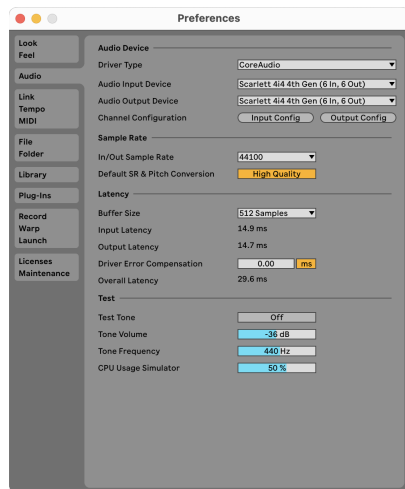 Preferences
Look
Feel
Audio
Link
Tempo
MIDI
File
Folder
Library
Plug-Ins
Record
Warp
Launch
Licenses
Maintenance
Audio Device
Driver Type CoreAudio
Audio Input Device Scarlett 4i4 4th Gen (6 In, 6 Out)
Audio Output Device Scarlett 4i4 4th Gen (6 In, 6 Out)
Channel Configuration Input Config Output Config
Sample Rate
In/Out Sample Rate 44100
Default SR & Pitch Conversion High Quality
Latency
Buffer Size 512 Samples
Input Latency 14.9 ms
Output Latency 14.7 ms
Driver Error Compensation 0.00 ms
Overall Latency 29.6 ms
Test
Test Tone Off
Tone Volume -36 dB
Tone Frequency 440 Hz
CPU Usage Simulator 50 %